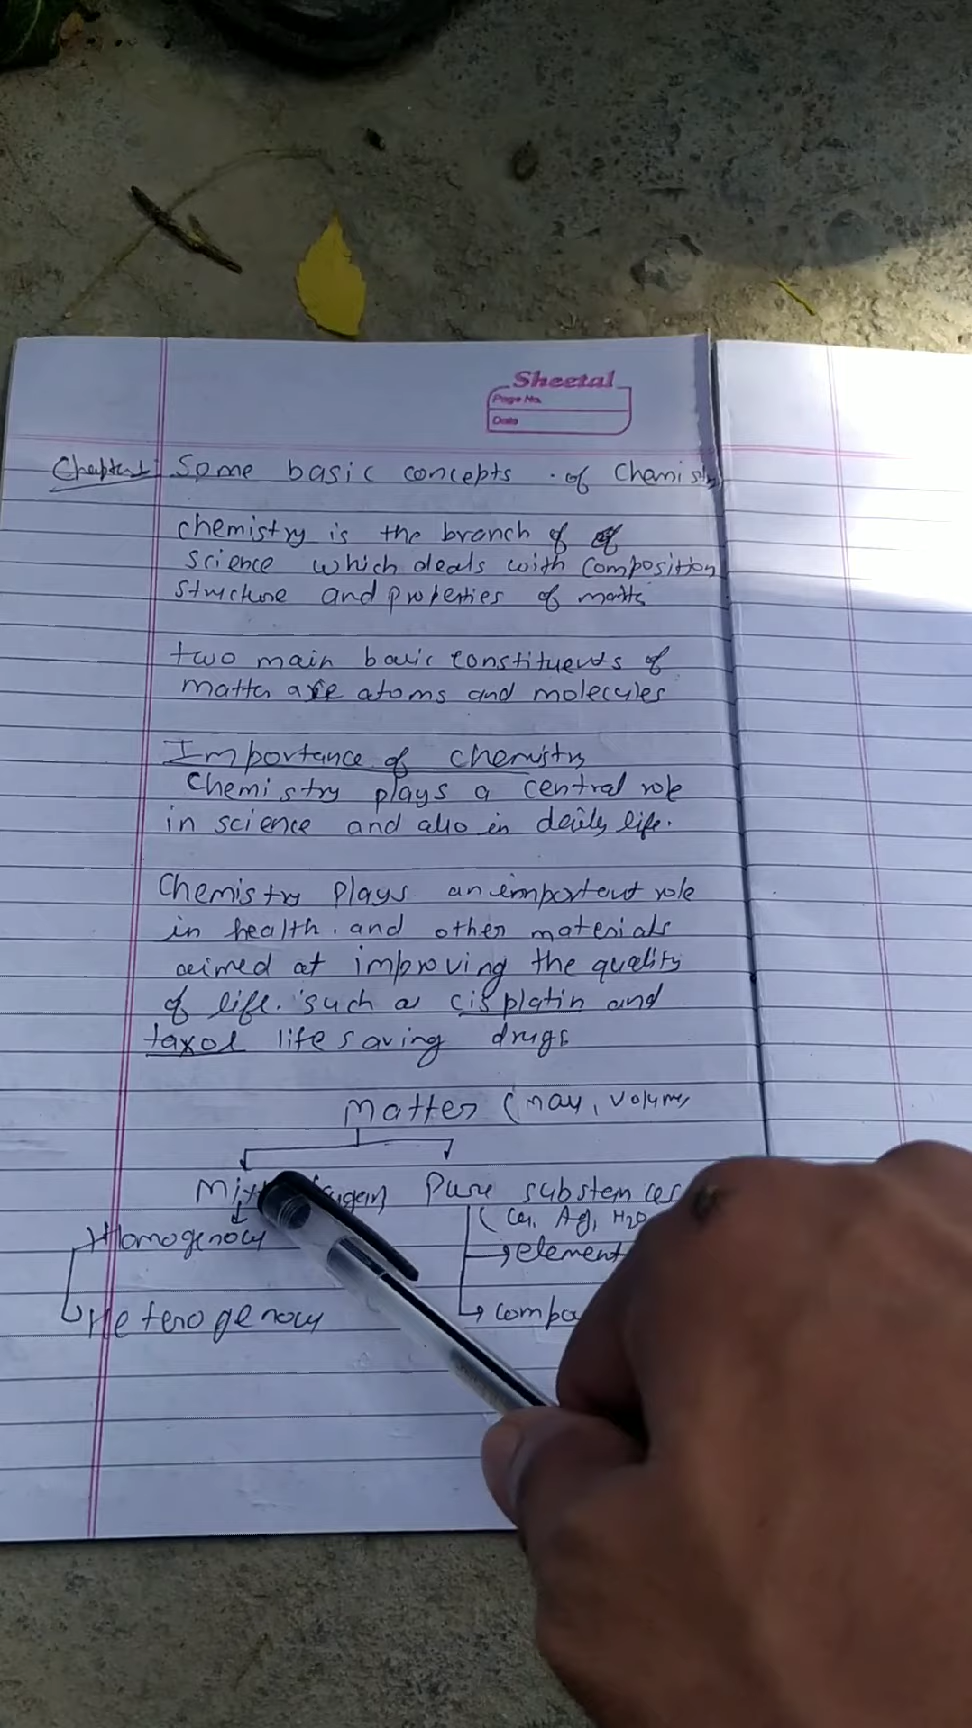 Sheetal
Page No.
Date
Chapter 1: Some basic concepts of Chemistry
chemistry is the branch of
science which deals with composition
structure and properties of
two main basic constituents of
matter are atoms and molecules
Importance of chemistry
Chemistry plays a central role
in science and also in daily life.
Chemistry plays an important role
in health and other materials
aimed at improving the quality
of life. such as cisplatin and
taxol life saving drugs
Matter (mass, volume,
Pure substences
Ag, H2O
Homogenous
element
Heterogenous